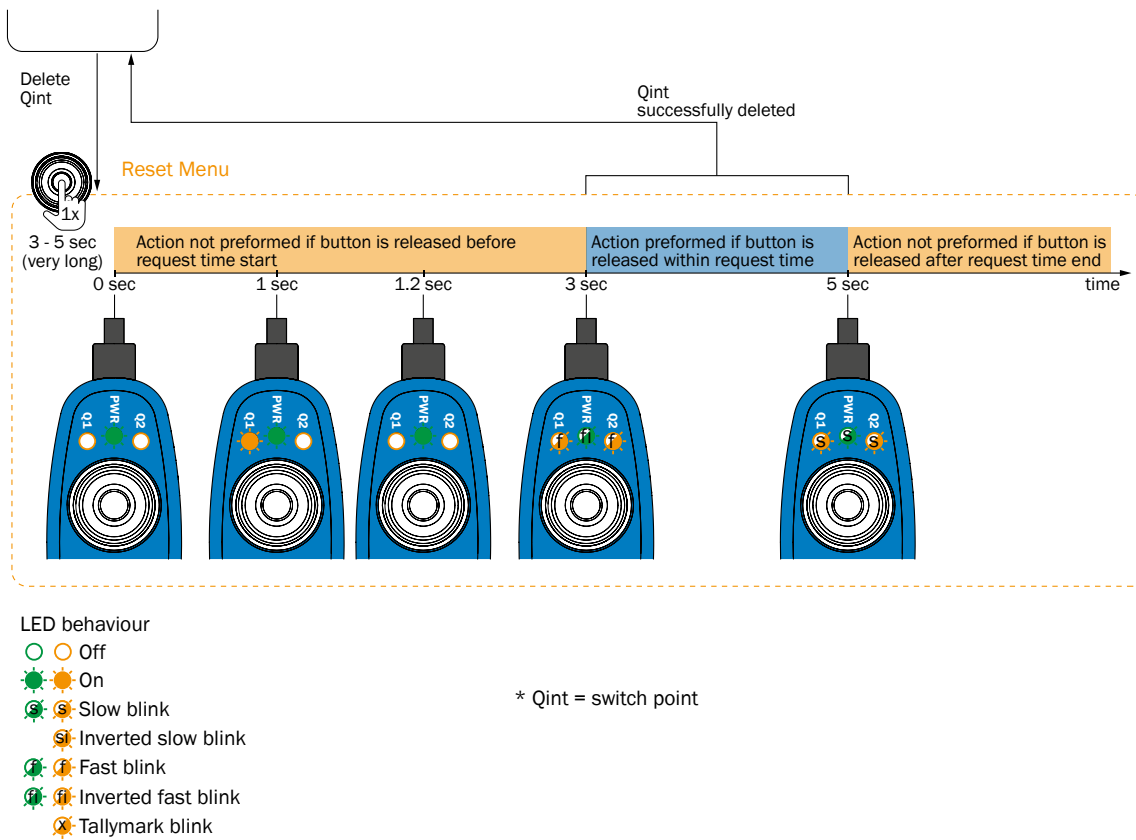 Delete
Qint
Qint
successfully deleted
Reset Menu
1x
3 - 5 sec
(very long)
Action not preformed if button is released before
request time start
Action preformed if button is
released within request time
Action not preformed if button is
released after request time end
0 sec
1 sec
1.2 sec
3 sec
5 sec
time
Q1 PWR Q2
Q1 PWR Q2
Q1 PWR Q2
Q1 PWR Q2
f fi f
Q1 PWR Q2
s s s
LED behaviour
Off
On
s s Slow blink
si Inverted slow blink
f f Fast blink
fi fi Inverted fast blink
x Tallymark blink
* Qint = switch point